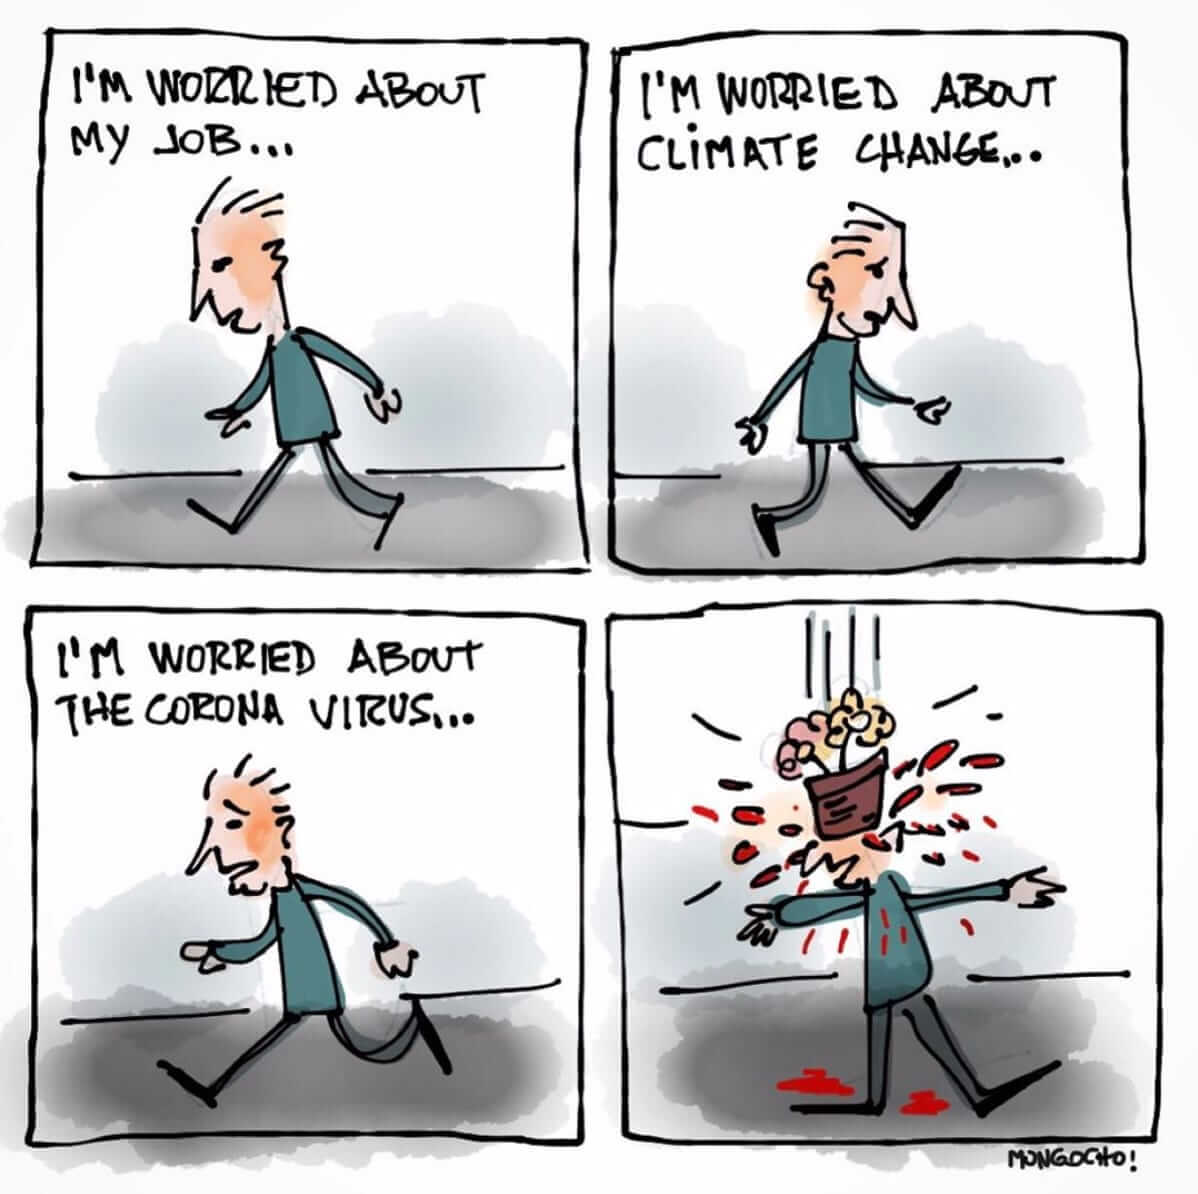 I'M WORRIED ABOUT
MY JOB...
I'M WORRIED ABOUT
CLIMATE CHANGE...
I'M WORRIED ABOUT
THE CORONA VIRUS...
MONGOCHO!